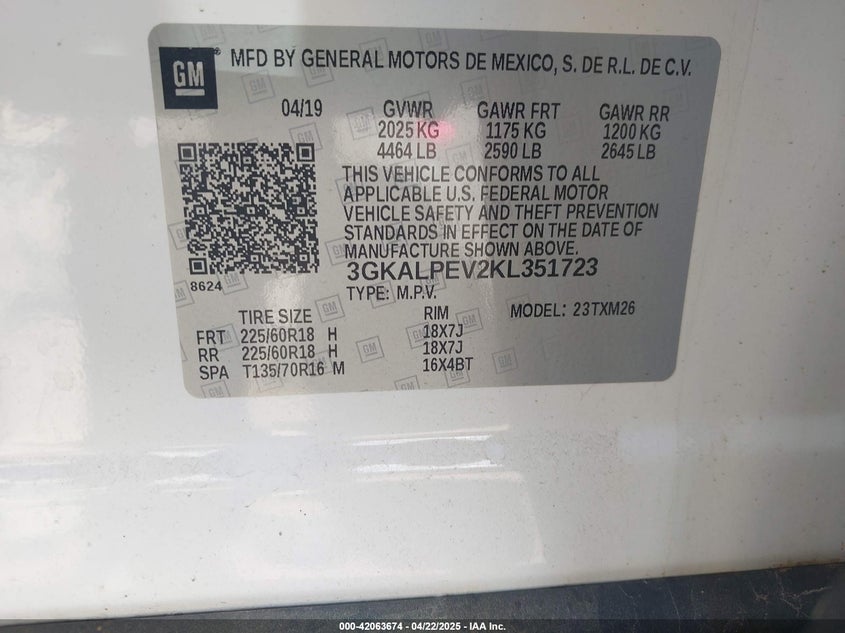 GM
MFD BY GENERAL MOTORS DE MEXICO, S. DE R.L. DE C.V.
04/19 GVWR GAWR FRT GAWR RR
2025 KG 1175 KG 1200 KG
4464 LB 2590 LB 2645 LB
THIS VEHICLE CONFORMS TO ALL
APPLICABLE U.S. FEDERAL MOTOR
VEHICLE SAFETY AND THEFT PREVENTION
STANDARDS IN EFFECT ON THE DATE OF
MANUFACTURE SHOWN ABOVE.
3GKALPEV2KL351723
8624
TYPE: M.P.V.
TIRE SIZE RIM MODEL: 23TXM26
FRT 225/60R18 H 18X7J
RR 225/60R18 H 18X7J
SPA T135/70R16 M 16X4BT
000-42063674 - 04/22/2025 - IAA Inc.